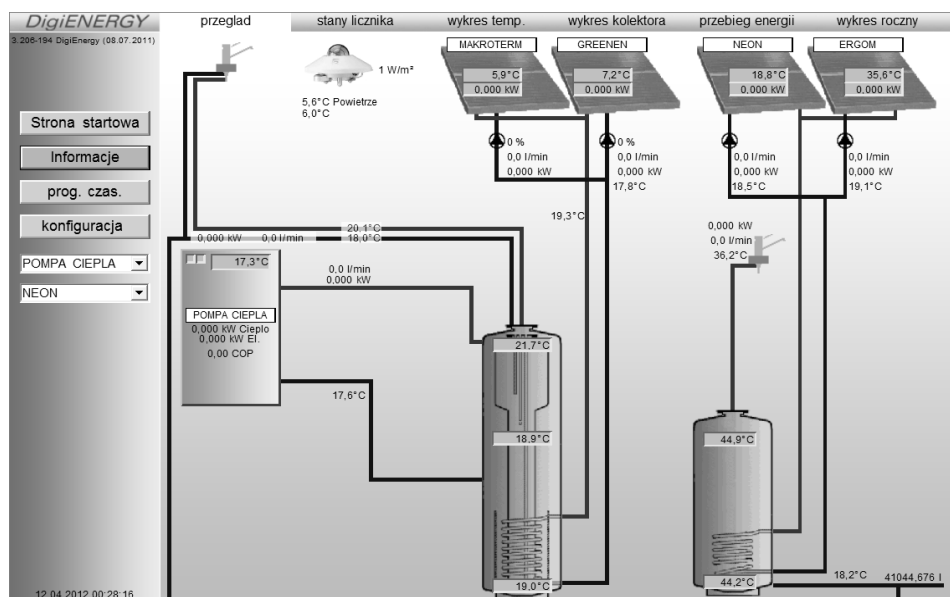 DigiENERGY
przeglad
stany licznika
wykres temp.
wykres kolektora
przebieg energii
wykres roczny
3.206-194 DigiEnergy (08.07.2011)
MAKROTERM
GREENEN
NEON
ERGOM
1 W/m²
5,9°C
0,000 kW
7,2°C
0,000 kW
18,8°C
0,000 kW
35,6°C
0,000 kW
5,6°C Powietrze
6,0°C
Strona startowa
Informacje
prog. czas.
konfiguracja
POMPA CIEPLA
NEON
0 %
0,0 l/min
0,000 kW
0 %
0,0 l/min
0,000 kW
17,8°C
0,0 l/min
0,000 kW
18,5°C
0,0 l/min
0,000 kW
19,1°C
19,3°C
20,1°C
0,000 kW
0,0 l/min
18,0°C
0,000 kW
0,0 l/min
36,2°C
17,3°C
0,0 l/min
0,000 kW
POMPA CIEPLA
0,000 kW Cieplo
0,000 kW El.
0,00 COP
17,6°C
21,7°C
18,9°C
19,0°C
44,9°C
44,2°C
18,2°C
41044,676 l
12.04.2012 00:28:16